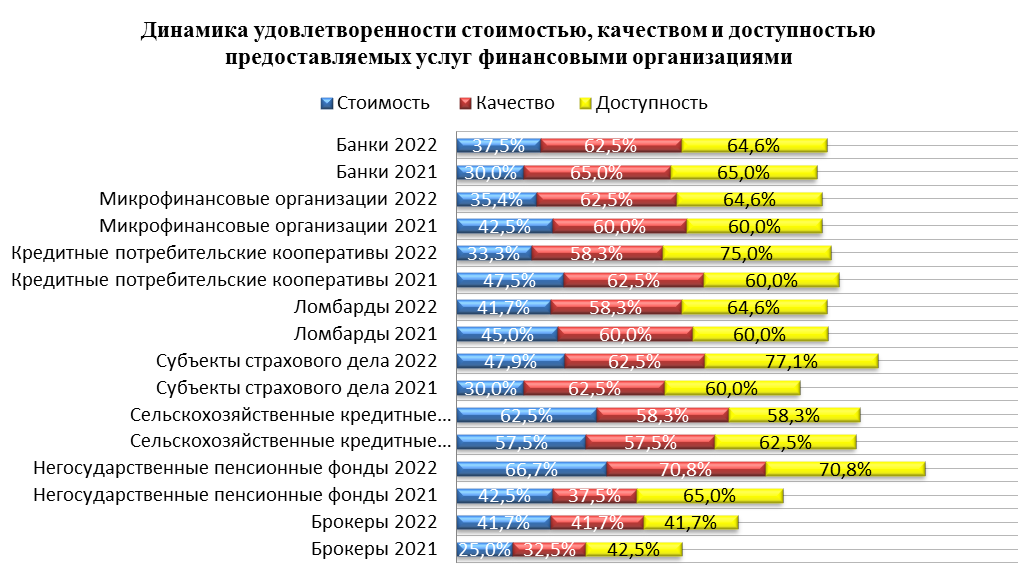 Динамика удовлетворенности стоимостью, качеством и доступностью
предоставляемых услуг финансовыми организациями
Стоимость Качество Доступность
Банки 2022 37,5% 62,5% 64,6%
Банки 2021 30,0% 65,0% 65,0%
Микрофинансовые организации 2022 35,4% 62,5% 64,6%
Микрофинансовые организации 2021 42,5% 60,0% 60,0%
Кредитные потребительские кооперативы 2022 33,3% 58,3% 75,0%
Кредитные потребительские кооперативы 2021 47,5% 62,5% 60,0%
Ломбарды 2022 41,7% 58,3% 64,6%
Ломбарды 2021 45,0% 60,0% 60,0%
Субъекты страхового дела 2022 47,9% 62,5% 77,1%
Субъекты страхового дела 2021 30,0% 62,5% 60,0%
Сельскохозяйственные кредитные… 62,5% 58,3% 58,3%
Сельскохозяйственные кредитные… 57,5% 57,5% 62,5%
Негосударственные пенсионные фонды 2022 66,7% 70,8% 70,8%
Негосударственные пенсионные фонды 2021 42,5% 37,5% 65,0%
Брокеры 2022 41,7% 41,7% 41,7%
Брокеры 2021 25,0% 32,5% 42,5%